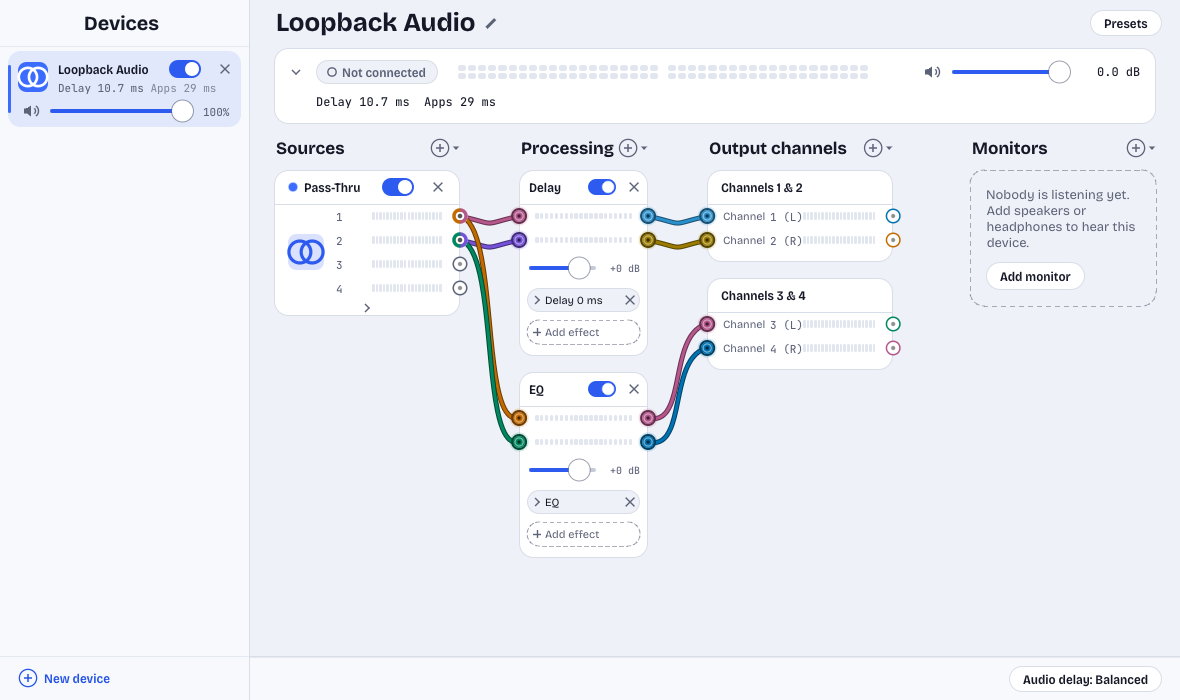 Devices
Loopback Audio
Delay 10.7 ms Apps 29 ms
100%
New device
Loopback Audio
Presets
Not connected
0.0 dB
Delay 10.7 ms Apps 29 ms
Sources
Processing
Output channels
Monitors
Pass-Thru
1
2
3
4
Delay
+0 dB
Delay 0 ms
Add effect
EQ
+0 dB
EQ
Add effect
Channels 1 & 2
Channel 1 (L)
Channel 2 (R)
Channels 3 & 4
Channel 3 (L)
Channel 4 (R)
Nobody is listening yet.
Add speakers or
headphones to hear this
device.
Add monitor
Audio delay: Balanced